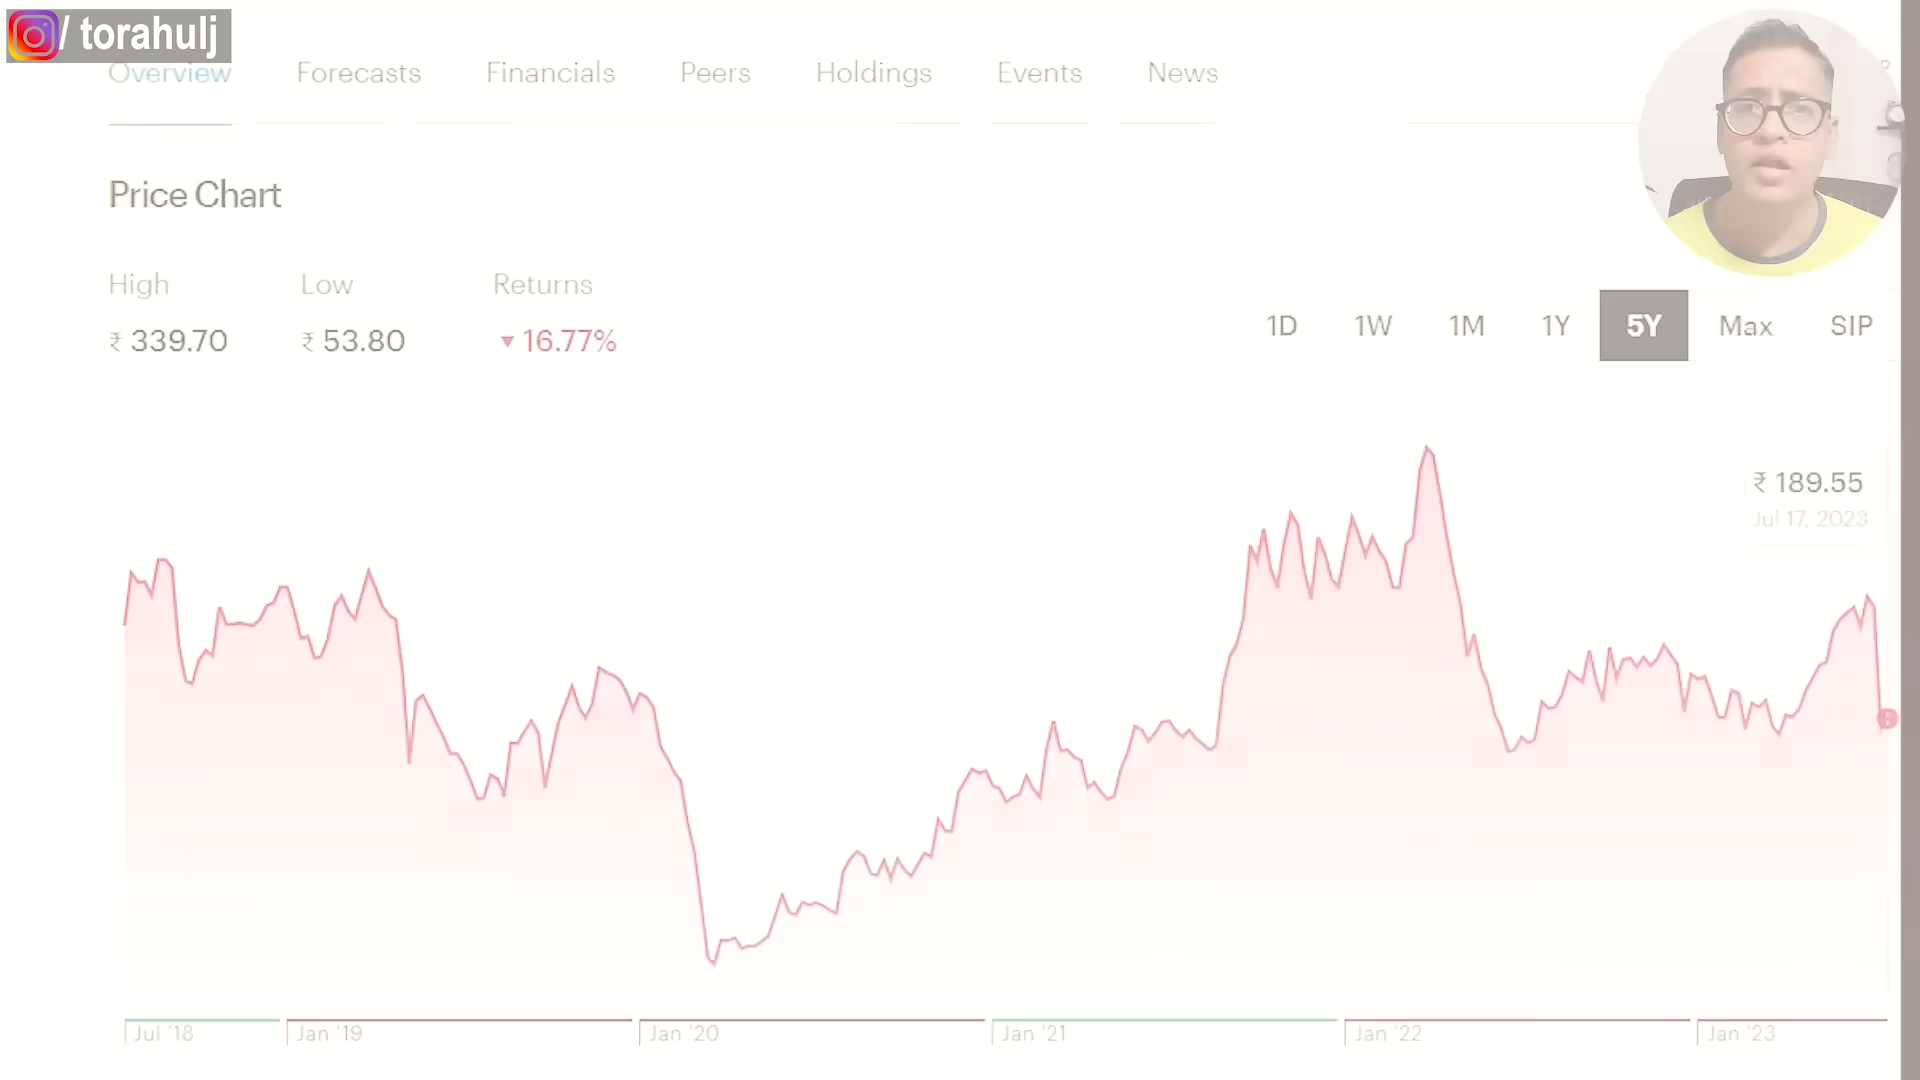 / torahulj
Overview Forecasts Financials Peers Holdings Events News
Price Chart
High Low Returns
₹ 339.70 ₹ 53.80 ▼ 16.77%
1D 1W 1M 1Y 5Y Max SIP
₹ 189.55
Jul 17, 2023
Jul '18 Jan '19 Jan '20 Jan '21 Jan '22 Jan '23